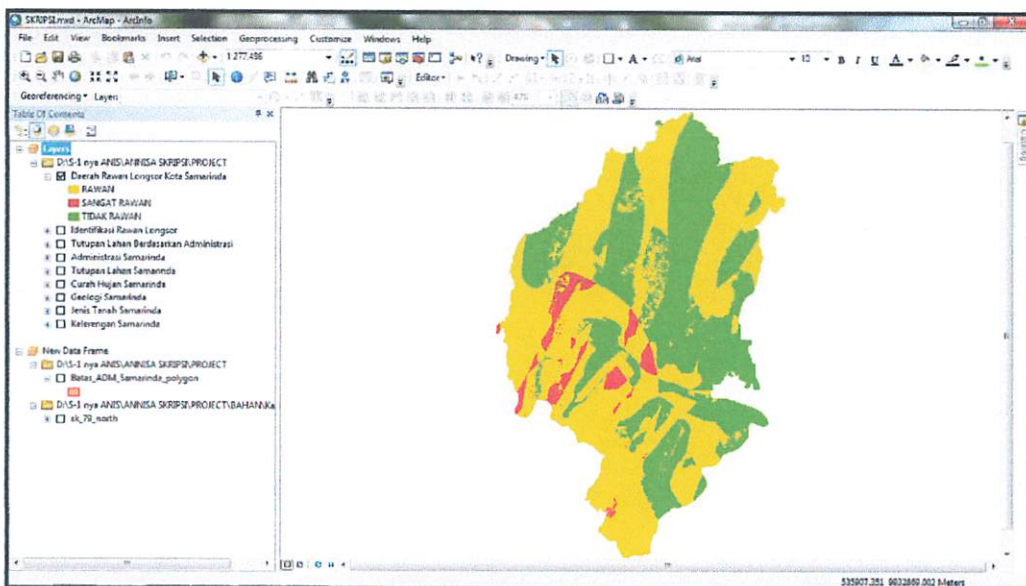 SKRIPSI.mxd - ArcMap - ArcInfo
File Edit View Bookmarks Insert Selection Geoprocessing Customize Windows Help
1:277,486
Drawing
Arial
B I U A
Editor
Georeferencing Layer:
Table Of Contents
Layers
D:\S-1 nya ANIS\ANNISA SKRIPSI\PROJECT
Daerah Rawan Longsor Kota Samarinda
RAWAN
SANGAT RAWAN
TIDAK RAWAN
Identifikasi Rawan Longsor
Tutupan Lahan Berdasarkan Administrasi
Administrasi Samarinda
Tutupan Lahan Samarinda
Curah Hujan Samarinda
Geologi Samarinda
Jenis Tanah Samarinda
Kelerengan Samarinda
New Data Frame
D:\S-1 nya ANIS\ANNISA SKRIPSI\PROJECT
Batas_ADM_Samarinda_polygon
D:\S-1 nya ANIS\ANNISA SKRIPSI\PROJECT\BAHAN\Ka
sk_79_north
535907,351 9932869,002 Meters